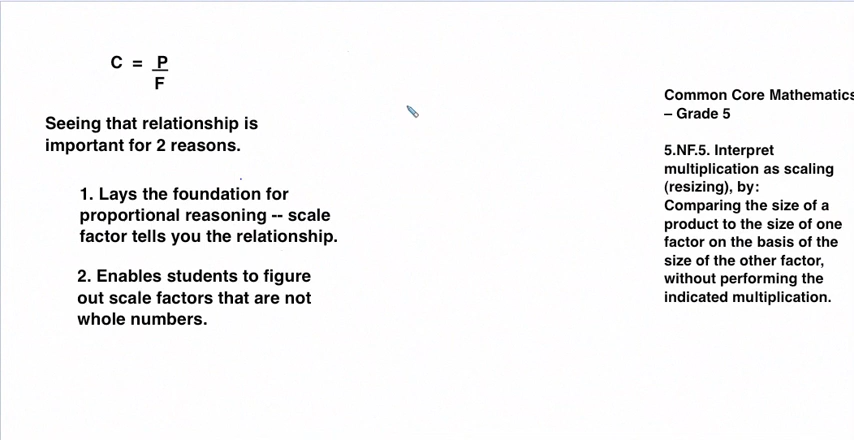 C = P
F
Seeing that relationship is
important for 2 reasons.
1. Lays the foundation for
proportional reasoning -- scale
factor tells you the relationship.
2. Enables students to figure
out scale factors that are not
whole numbers.
Common Core Mathematics
– Grade 5
5.NF.5. Interpret
multiplication as scaling
(resizing), by:
Comparing the size of a
product to the size of one
factor on the basis of the
size of the other factor,
without performing the
indicated multiplication.